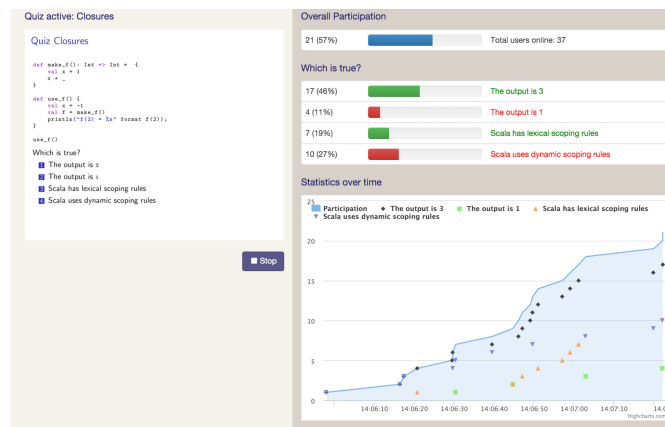 Quiz active: Closures
Quiz Closures
def make_f(): Int => Int = {
val x = 1
x + _
}
def use_f() {
val x = -1
val f = make_f()
println("f(2) = %s" format f(2));
}
use_f()
Which is true?
1 The output is 3
2 The output is 1
3 Scala has lexical scoping rules
4 Scala uses dynamic scoping rules
Stop
Overall Participation
21 (57%) Total users online: 37
Which is true?
17 (46%) The output is 3
4 (11%) The output is 1
7 (19%) Scala has lexical scoping rules
10 (27%) Scala uses dynamic scoping rules
Statistics over time
25
Participation The output is 3 The output is 1 Scala has lexical scoping rules
Scala uses dynamic scoping rules
20
15
10
5
0
14:06:10 14:06:20 14:06:30 14:06:40 14:06:50 14:07:00 14:07:10 14:0
Highcharts.com